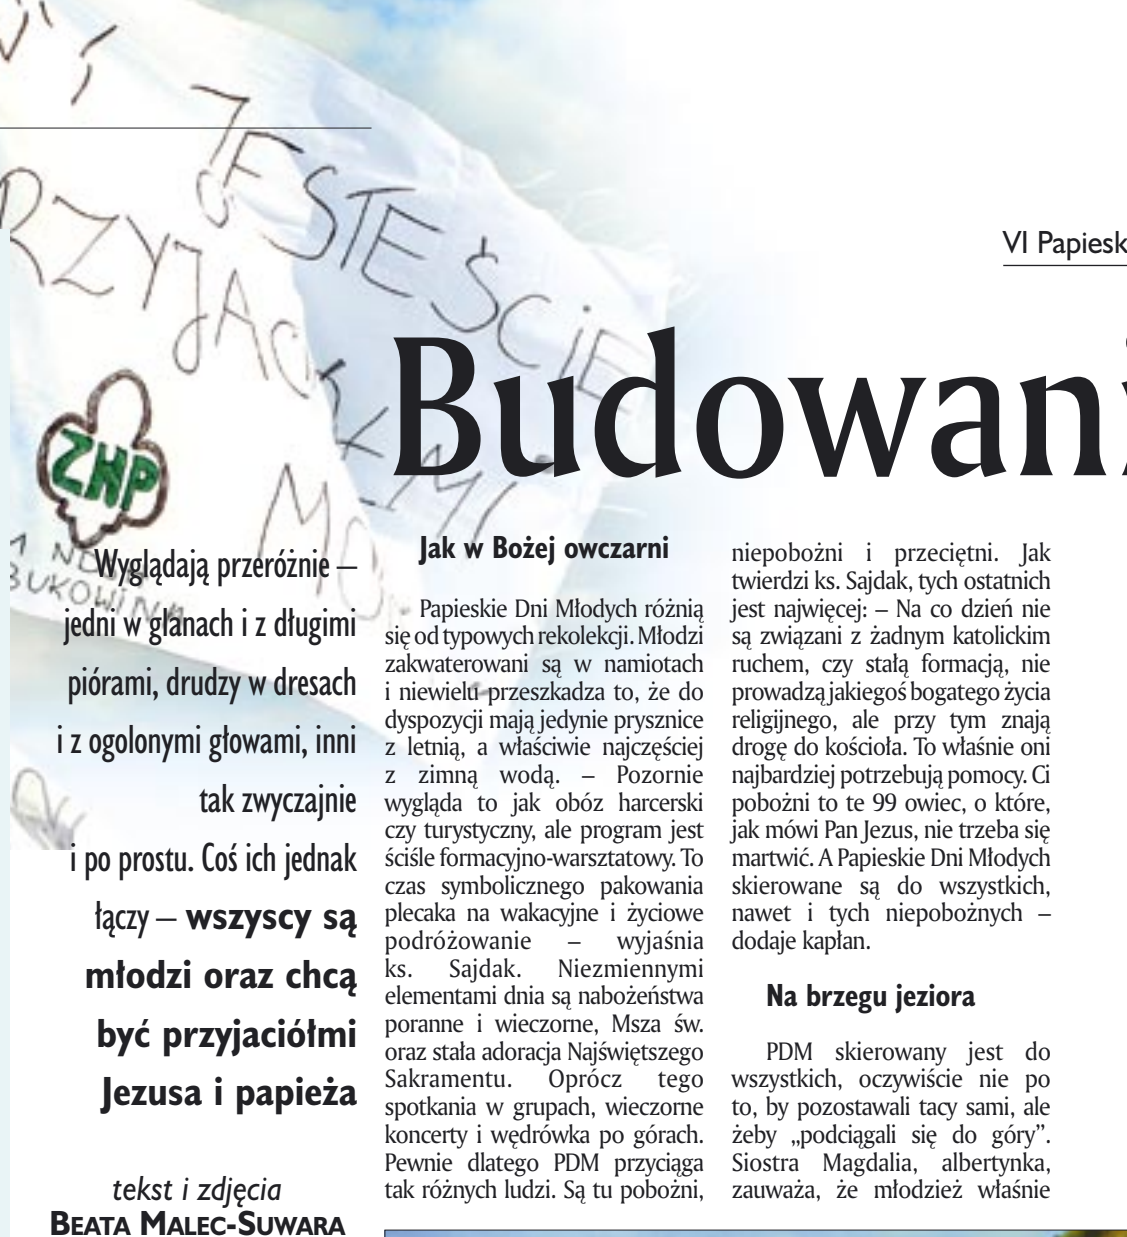 JESTEŚCIE
ZHP
BUKOWINA
VI Papiesk
Budowani
Wyglądają przeróżnie –
jedni w glanach i z długimi
piórami, drudzy w dresach
i z ogolonymi głowami, inni
tak zwyczajnie
i po prostu. Coś ich jednak
łączy – wszyscy są
młodzi oraz chcą
być przyjaciółmi
Jezusa i papieża
tekst i zdjęcia
BEATA MALEC-SUWARA
Jak w Bożej owczarni
Papieskie Dni Młodych różnią
się od typowych rekolekcji. Młodzi
zakwaterowani są w namiotach
i niewielu przeszkadza to, że do
dyspozycji mają jedynie prysznice
z letnią, a właściwie najczęściej
z zimną wodą. – Pozornie
wygląda to jak obóz harcerski
czy turystyczny, ale program jest
ściśle formacyjno-warsztatowy. To
czas symbolicznego pakowania
plecaka na wakacyjne i życiowe
podróżowanie – wyjaśnia
ks. Sajdak. Niezmiennymi
elementami dnia są nabożeństwa
poranne i wieczorne, Msza św.
oraz stała adoracja Najświętszego
Sakramentu. Oprócz tego
spotkania w grupach, wieczorne
koncerty i wędrówka po górach.
Pewnie dlatego PDM przyciąga
tak różnych ludzi. Są tu pobożni,
niepobożni i przeciętni. Jak
twierdzi ks. Sajdak, tych ostatnich
jest najwięcej: – Na co dzień nie
są związani z żadnym katolickim
ruchem, czy stałą formacją, nie
prowadzą jakiegoś bogatego życia
religijnego, ale przy tym znają
drogę do kościoła. To właśnie oni
najbardziej potrzebują pomocy. Ci
pobożni to te 99 owiec, o które,
jak mówi Pan Jezus, nie trzeba się
martwić. A Papieskie Dni Młodych
skierowane są do wszystkich,
nawet i tych niepobożnych –
dodaje kapłan.
Na brzegu jeziora
PDM skierowany jest do
wszystkich, oczywiście nie po
to, by pozostawali tacy sami, ale
żeby „podciągali się do góry”.
Siostra Magdalia, albertynka,
zauważa, że młodzież właśnie